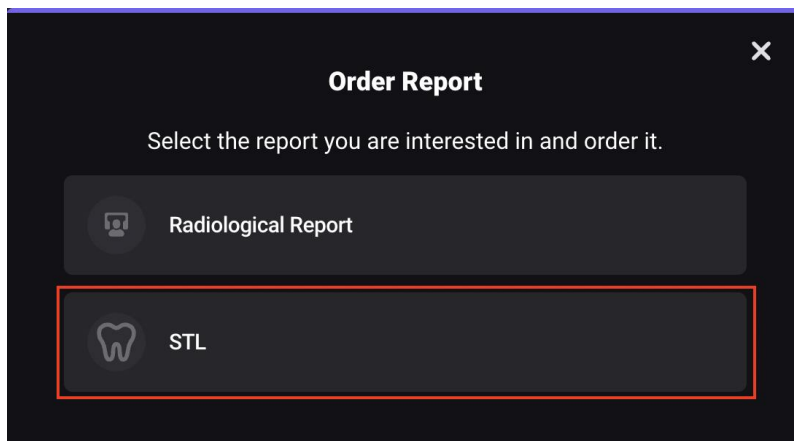 Order Report
Select the report you are interested in and order it.
Radiological Report
STL